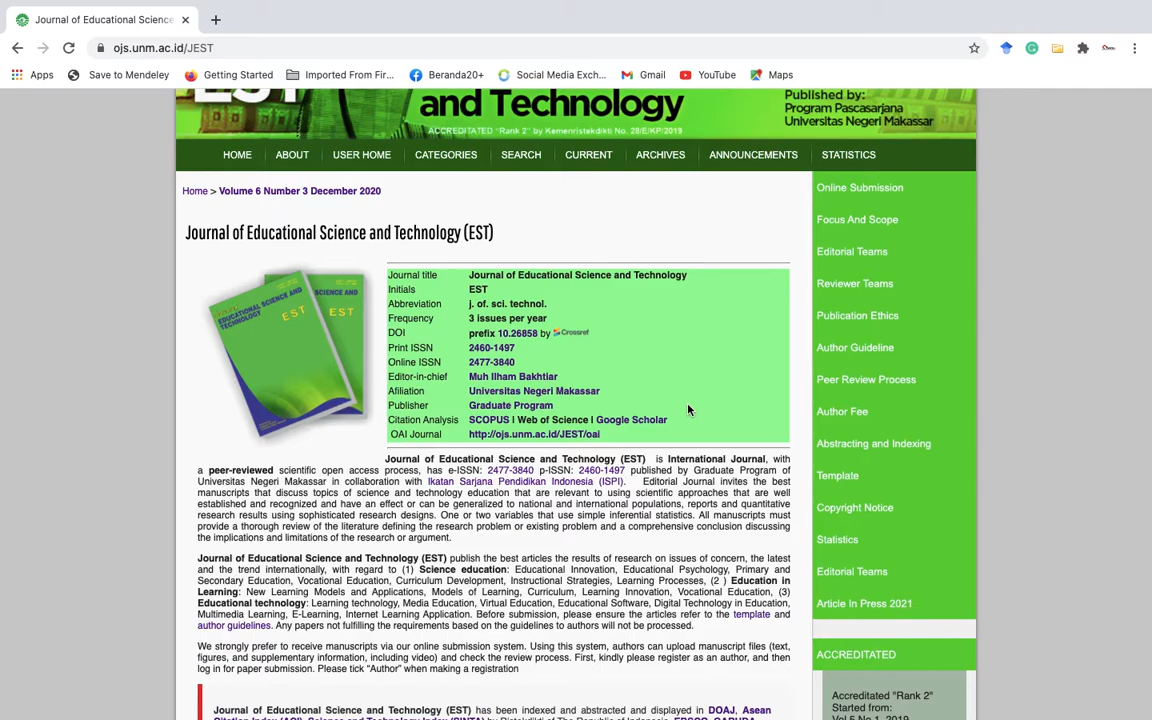 Journal of Educational Science
ojs.unm.ac.id/JEST
Apps
Save to Mendeley
Getting Started
Imported From Fir...
Beranda20+
Social Media Exch...
Gmail
YouTube
Maps
and Technology
ACCREDITED "Rank 2" by Kemenristekdikti No. 28/E/KP/2019
Published by:
Program Pascasarjana
Universitas Negeri Makassar
HOME
ABOUT
USER HOME
CATEGORIES
SEARCH
CURRENT
ARCHIVES
ANNOUNCEMENTS
STATISTICS
Home > Volume 6 Number 3 December 2020
Journal of Educational Science and Technology (EST)
EDUCATIONAL SCIENCE AND
TECHNOLOGY
EST
SCIENCE AND
EST
Journal title Journal of Educational Science and Technology
Initials EST
Abbreviation j. of. sci. technol.
Frequency 3 issues per year
DOI prefix 10.26858 by Crossref
Print ISSN 2460-1497
Online ISSN 2477-3840
Editor-in-chief Muh Ilham Bakhtiar
Afiliation Universitas Negeri Makassar
Publisher Graduate Program
Citation Analysis SCOPUS I Web of Science I Google Scholar
OAI Journal http://ojs.unm.ac.id/JEST/oai
Journal of Educational Science and Technology (EST) is International Journal, with
a peer-reviewed scientific open access process, has e-ISSN: 2477-3840 p-ISSN: 2460-1497 published by Graduate Program of
Universitas Negeri Makassar in collaboration with Ikatan Sarjana Pendidikan Indonesia (ISPI). Editorial Journal invites the best
manuscripts that discuss topics of science and technology education that are relevant to using scientific approaches that are well
established and recognized and have an effect or can be generalized to national and international populations, reports and quantitative
research results using sophisticated research designs. One or two variables that use simple inferential statistics. All manuscripts must
provide a thorough review of the literature defining the research problem or existing problem and a comprehensive conclusion discussing
the implications and limitations of the research or argument.
Journal of Educational Science and Technology (EST) publish the best articles the results of research on issues of concern, the latest
and the trend internationally, with regard to (1) Science education: Educational Innovation, Educational Psychology, Primary and
Secondary Education, Vocational Education, Curriculum Development, Instructional Strategies, Learning Processes, (2 ) Education in
Learning: New Learning Models and Applications, Models of Learning, Curriculum, Learning Innovation, Vocational Education, (3)
Educational technology: Learning technology, Media Education, Virtual Education, Educational Software, Digital Technology in Education,
Multimedia Learning, E-Learning, Internet Learning Application. Before submission, please ensure the articles refer to the template and
author guidelines. Any papers not fulfilling the requirements based on the guidelines to authors will not be processed.
We strongly prefer to receive manuscripts via our online submission system. Using this system, authors can upload manuscript files (text,
figures, and supplementary information, including video) and check the review process. First, kindly please register as an author, and then
log in for paper submission. Please tick "Author" when making a registration
Journal of Educational Science and Technology (EST) has been indexed and abstracted and displayed in DOAJ, Asean
Online Submission
Focus And Scope
Editorial Teams
Reviewer Teams
Publication Ethics
Author Guideline
Peer Review Process
Author Fee
Abstracting and Indexing
Template
Copyright Notice
Statistics
Editorial Teams
Article In Press 2021
ACCREDITED
Accredited "Rank 2"
Started from:
Vol 5 No 1, 2019